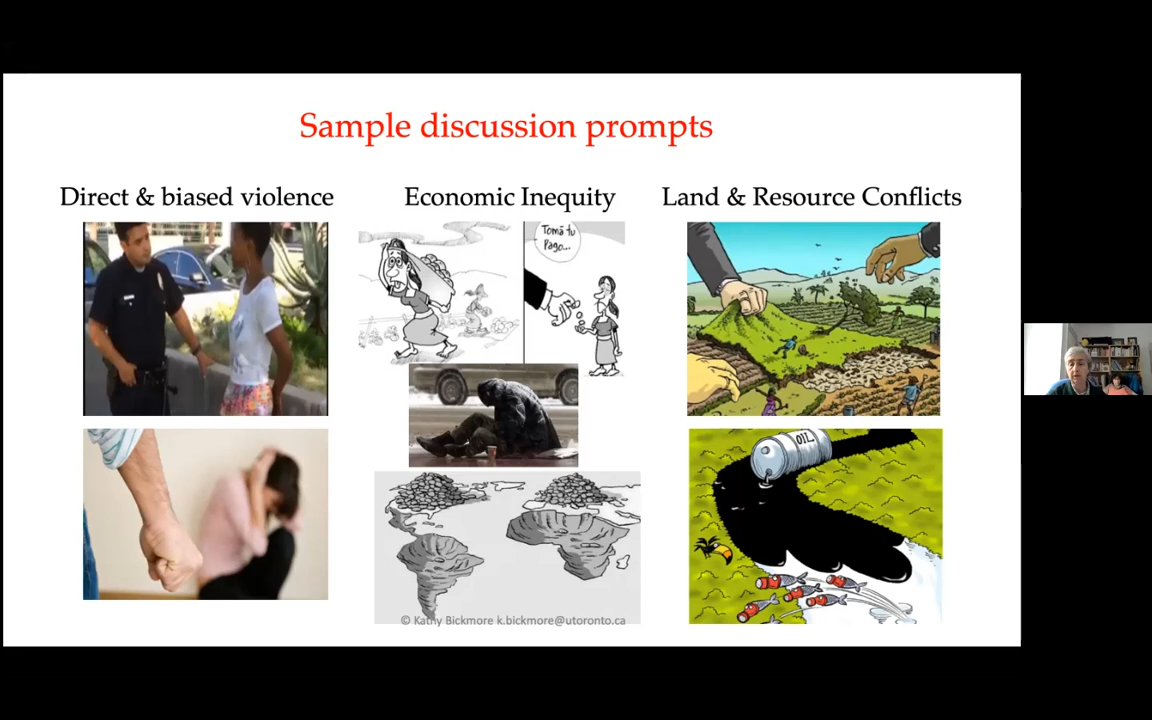 Sample discussion prompts
Direct & biased violence
Economic Inequity
Land & Resource Conflicts
Tomá tu
Pago...
OIL
© Kathy Bickmore k.bickmore@utoronto.ca